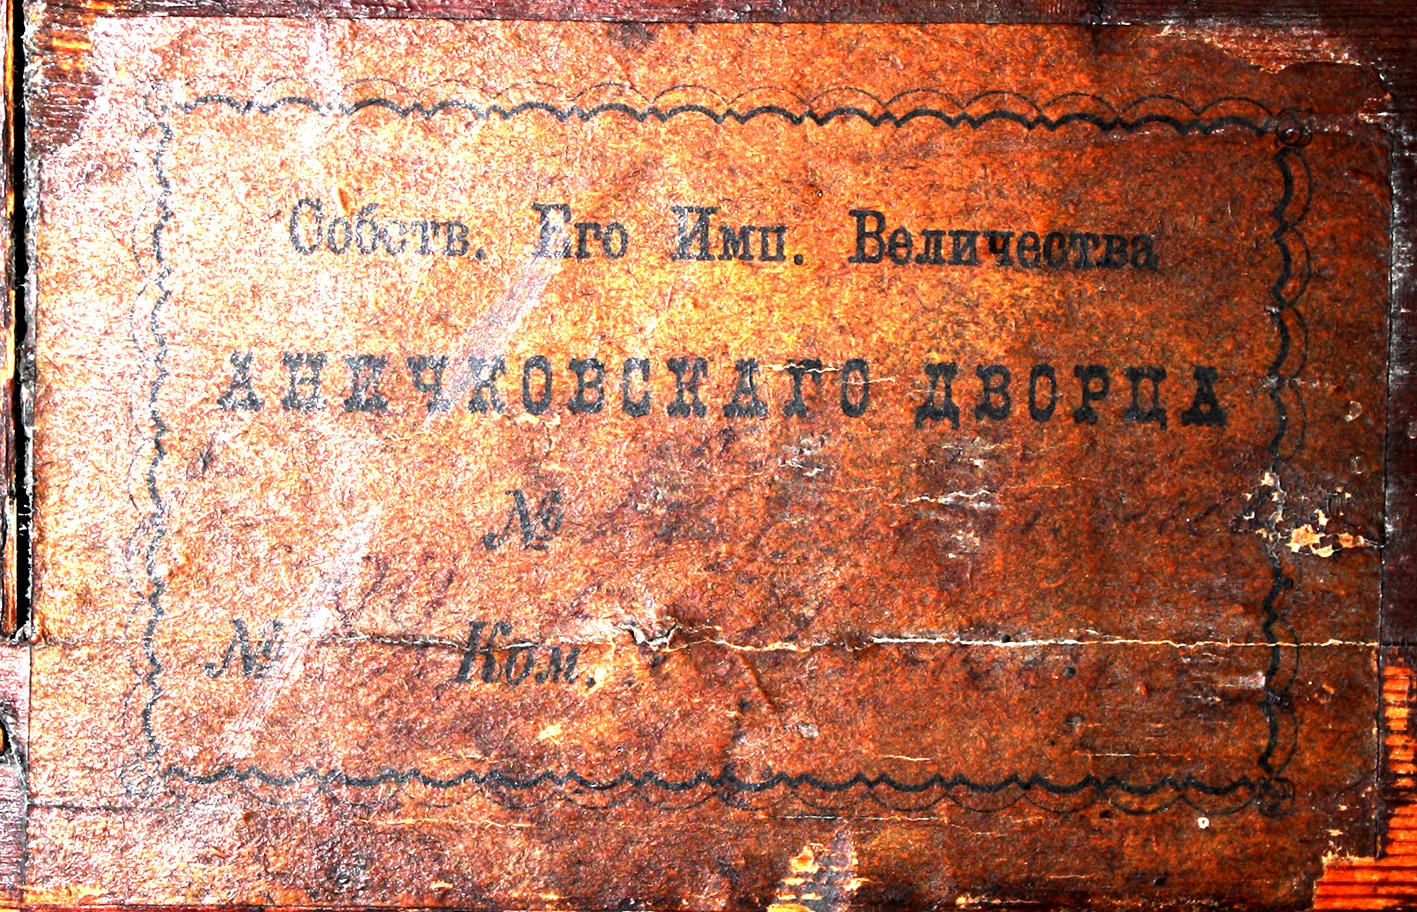 Собств. Его Имп. Величества
АНИЧКОВСКАГО ДВОРЦА
№
№ Ком.